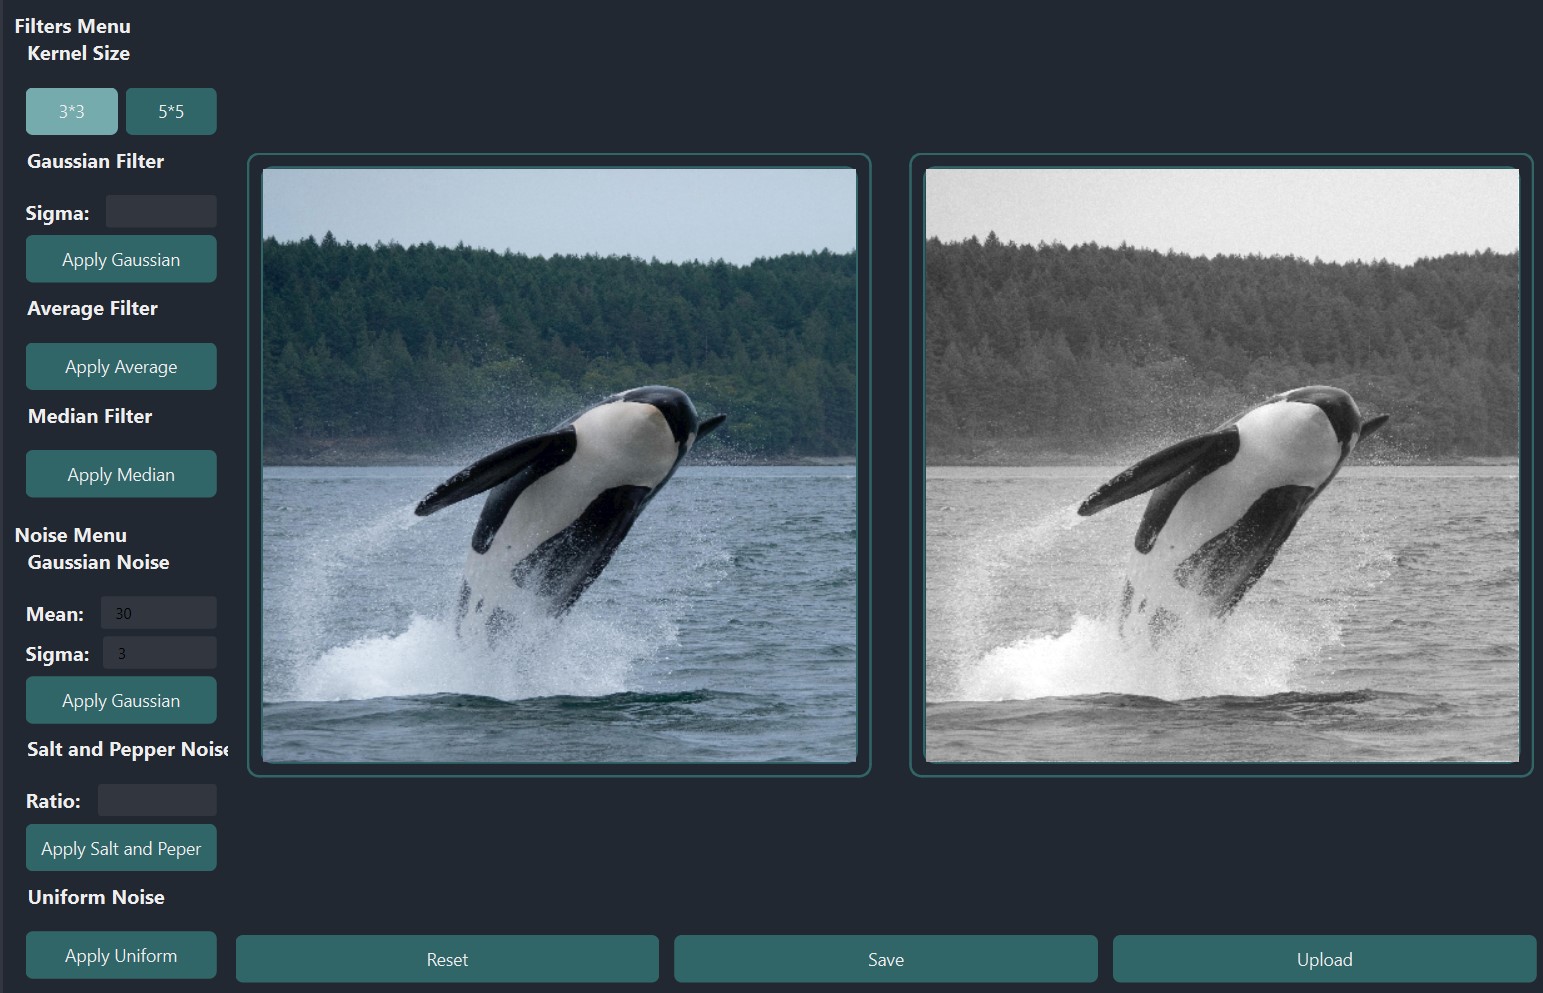 Filters Menu
Kernel Size
3*3 5*5
Gaussian Filter
Sigma:
Apply Gaussian
Average Filter
Apply Average
Median Filter
Apply Median
Noise Menu
Gaussian Noise
Mean: 30
Sigma: 3
Apply Gaussian
Salt and Pepper Noise
Ratio:
Apply Salt and Peper
Uniform Noise
Apply Uniform
Reset Save Upload